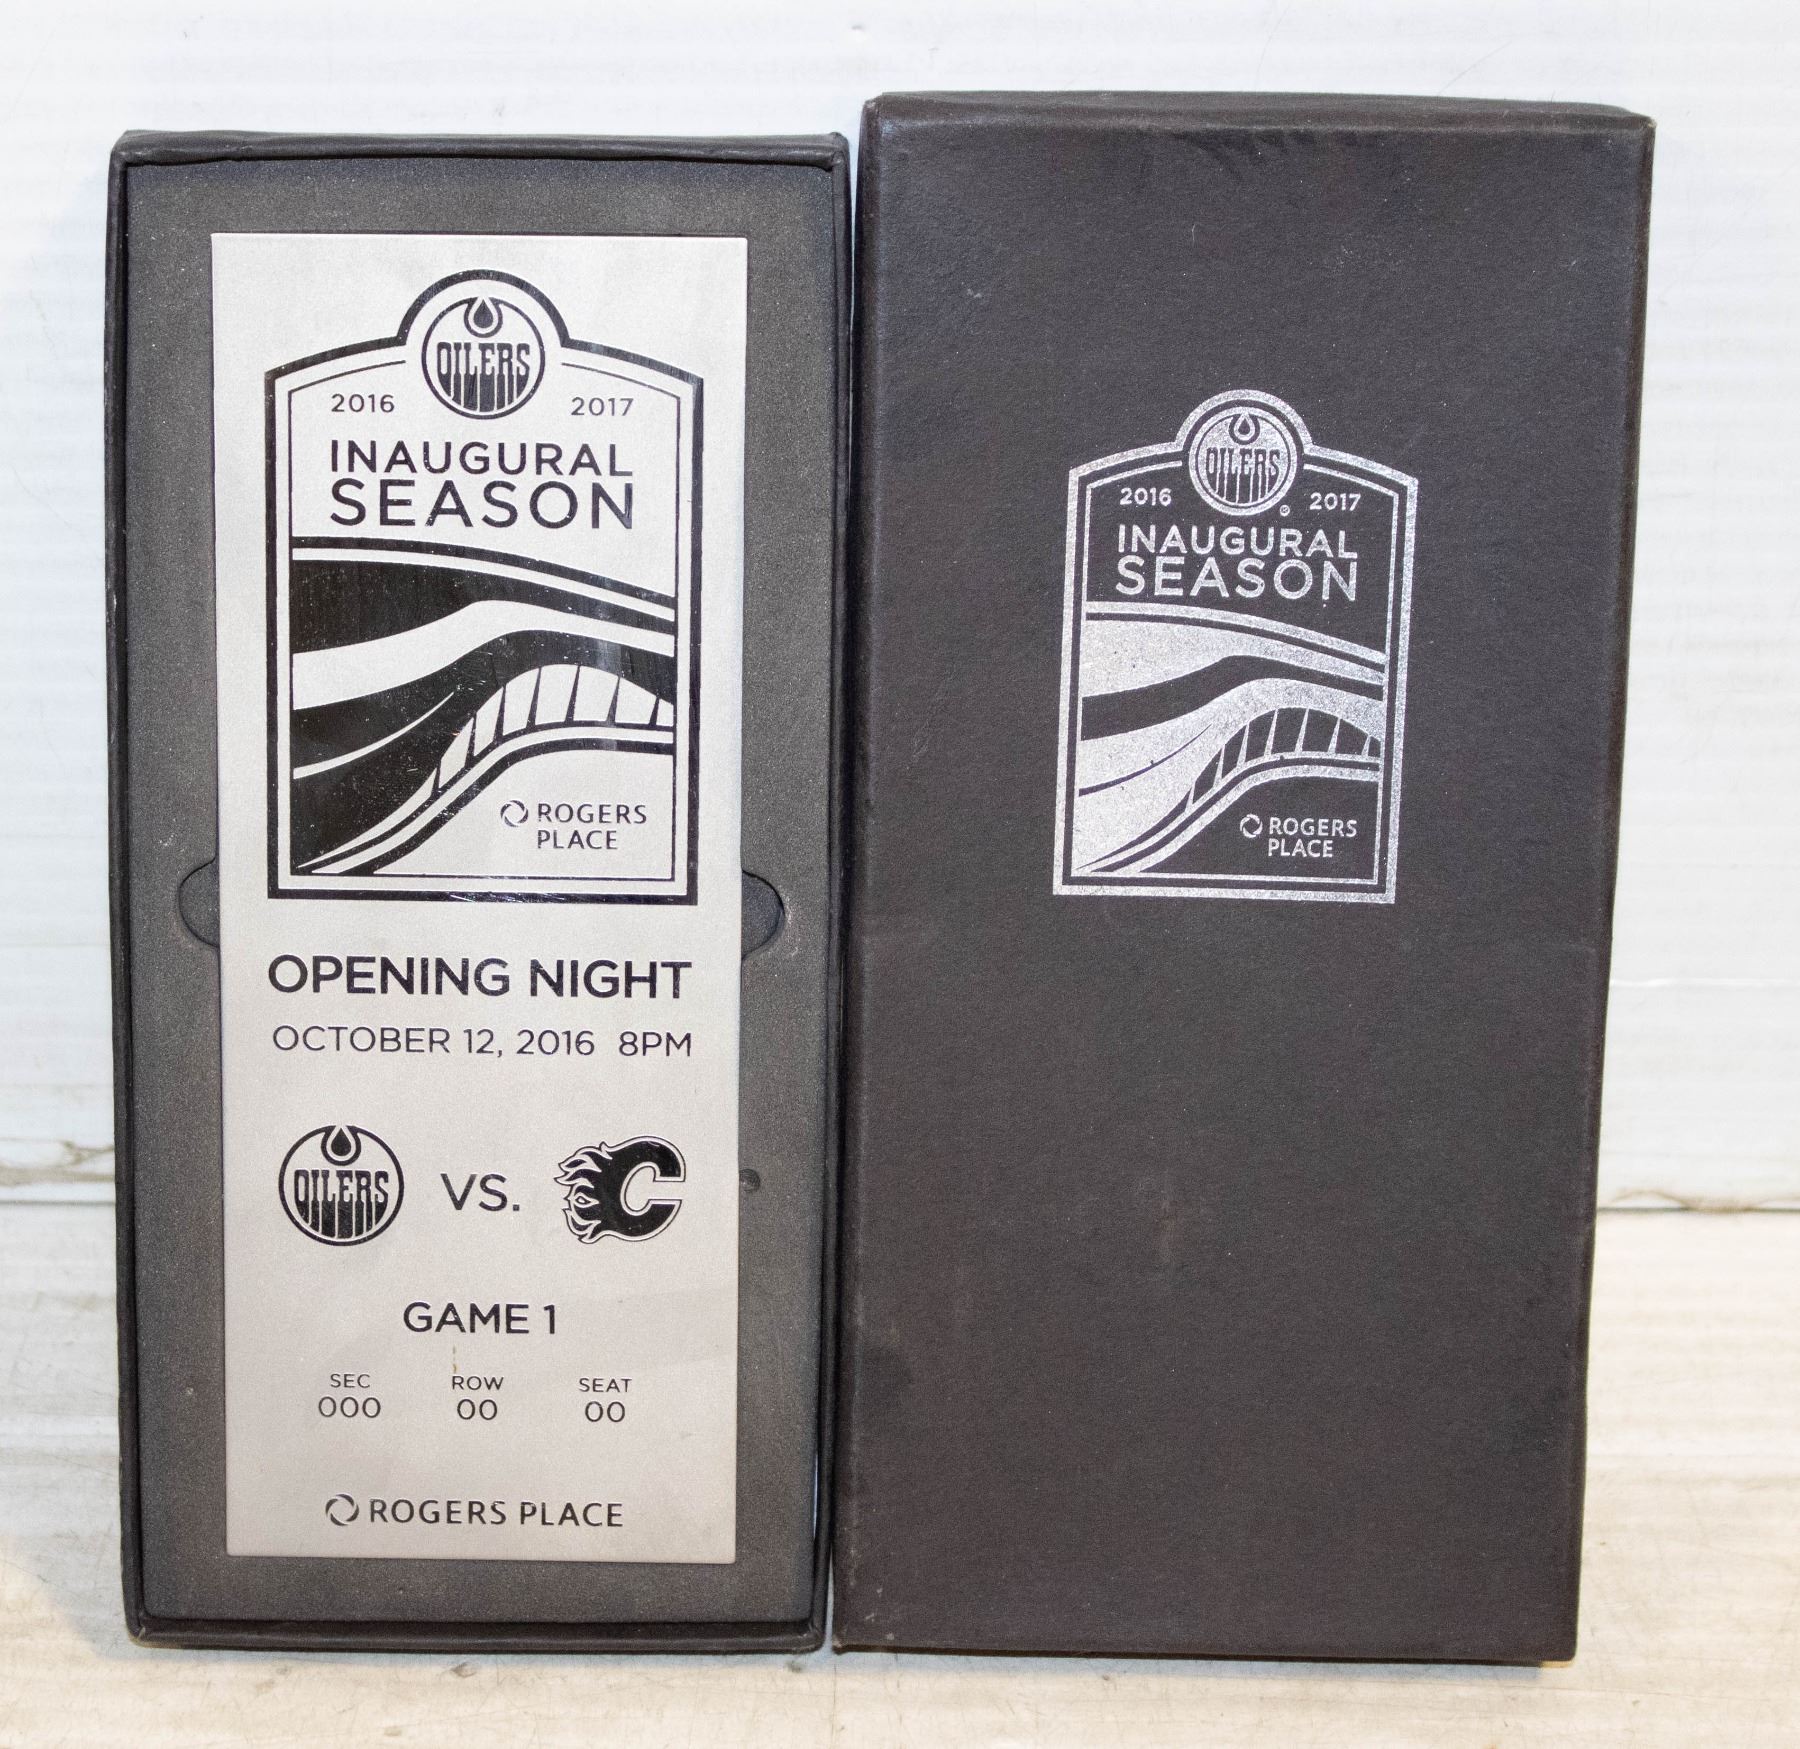 OILERS
2016 2017
INAUGURAL
SEASON
ROGERS
PLACE
OPENING NIGHT
OCTOBER 12, 2016 8PM
OILERS VS. C
GAME 1
SEC ROW SEAT
000 00 00
ROGERS PLACE
OILERS
®
2016 2017
INAUGURAL
SEASON
ROGERS
PLACE